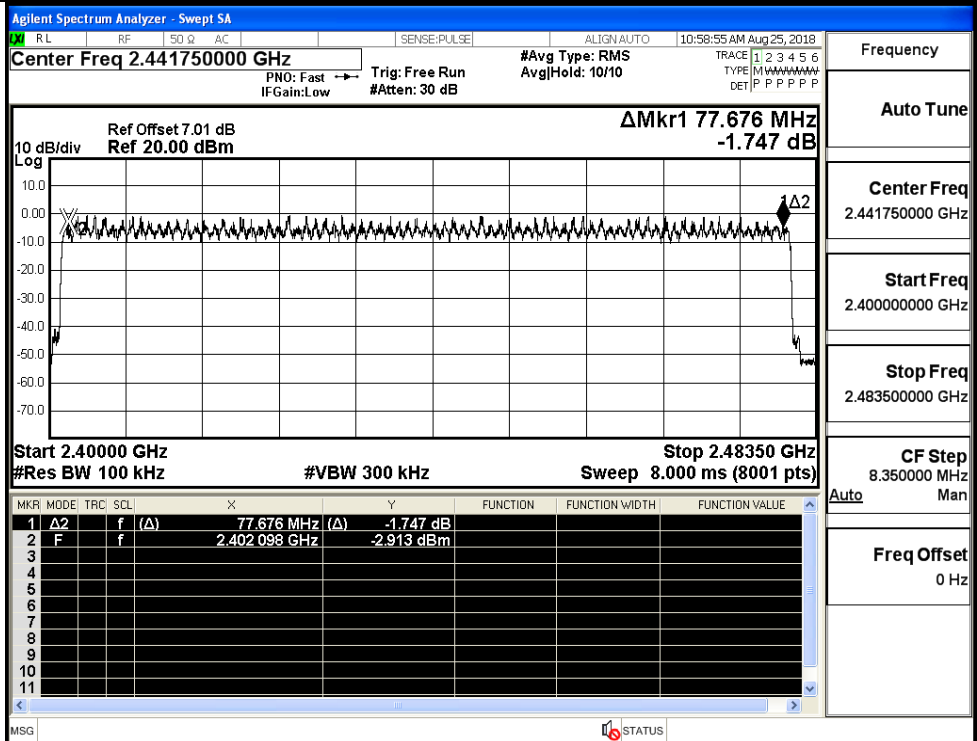 Agilent Spectrum Analyzer - Swept SA
LXI RL RF 50 Ω AC SENSE:PULSE ALIGN AUTO 10:58:55 AM Aug 25, 2018
Center Freq 2.441750000 GHz
PNO: Fast
IFGain:Low
Trig: Free Run
#Atten: 30 dB
#Avg Type: RMS
Avg|Hold: 10/10
TRACE 1 2 3 4 5 6
TYPE M WWWWW
DET P P P P P P
Ref Offset 7.01 dB
10 dB/div Ref 20.00 dBm
Log
ΔMkr1 77.676 MHz
-1.747 dB
10.0
0.00
-10.0
-20.0
-30.0
-40.0
-50.0
-60.0
-70.0
1Δ2
Start 2.40000 GHz Stop 2.48350 GHz
#Res BW 100 kHz #VBW 300 kHz Sweep 8.000 ms (8001 pts)
MKR MODE TRC SCL X Y FUNCTION FUNCTION WIDTH FUNCTION VALUE
1 Δ2 f (Δ) 77.676 MHz (Δ) -1.747 dB
2 F f 2.402 098 GHz -2.913 dBm
3
4
5
6
7
8
9
10
11
MSG STATUS
Frequency
Auto Tune
Center Freq
2.441750000 GHz
Start Freq
2.400000000 GHz
Stop Freq
2.483500000 GHz
CF Step
8.350000 MHz
Auto Man
Freq Offset
0 Hz